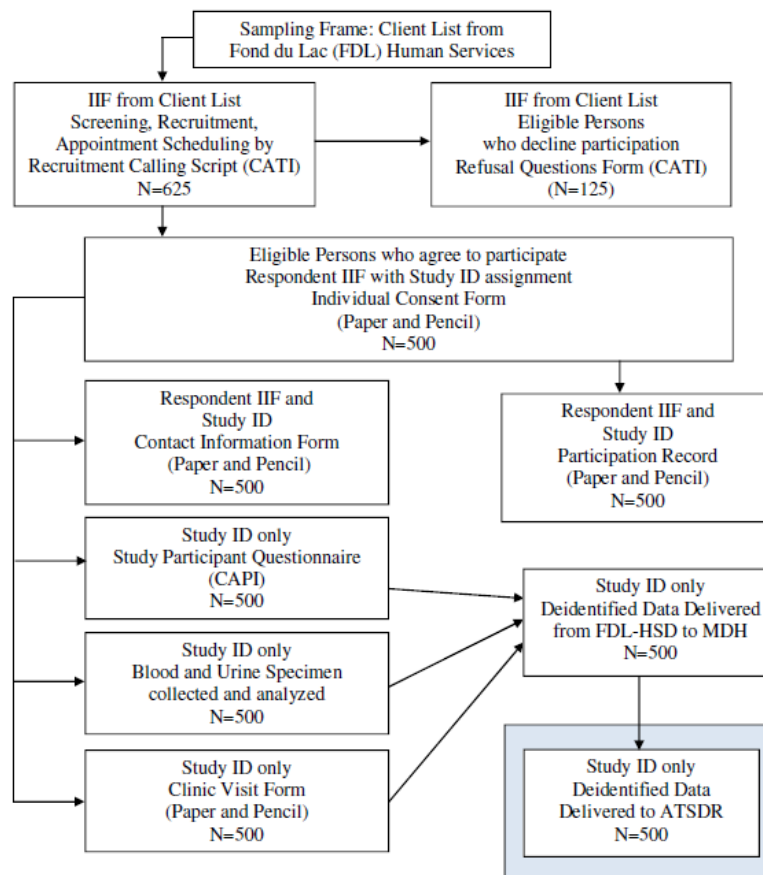 Sampling Frame: Client List from
Fond du Lac (FDL) Human Services
IIF from Client List
Screening, Recruitment,
Appointment Scheduling by
Recruitment Calling Script (CATI)
N=625
IIF from Client List
Eligible Persons
who decline participation
Refusal Questions Form (CATI)
(N=125)
Eligible Persons who agree to participate
Respondent IIF with Study ID assignment
Individual Consent Form
(Paper and Pencil)
N=500
Respondent IIF and
Study ID
Contact Information Form
(Paper and Pencil)
N=500
Respondent IIF and
Study ID
Participation Record
(Paper and Pencil)
N=500
Study ID only
Study Participant Questionnaire
(CAPI)
N=500
Study ID only
Deidentified Data Delivered
from FDL-HSD to MDH
N=500
Study ID only
Blood and Urine Specimen
collected and analyzed
N=500
Study ID only
Clinic Visit Form
(Paper and Pencil)
N=500
Study ID only
Deidentified Data
Delivered to ATSDR
N=500